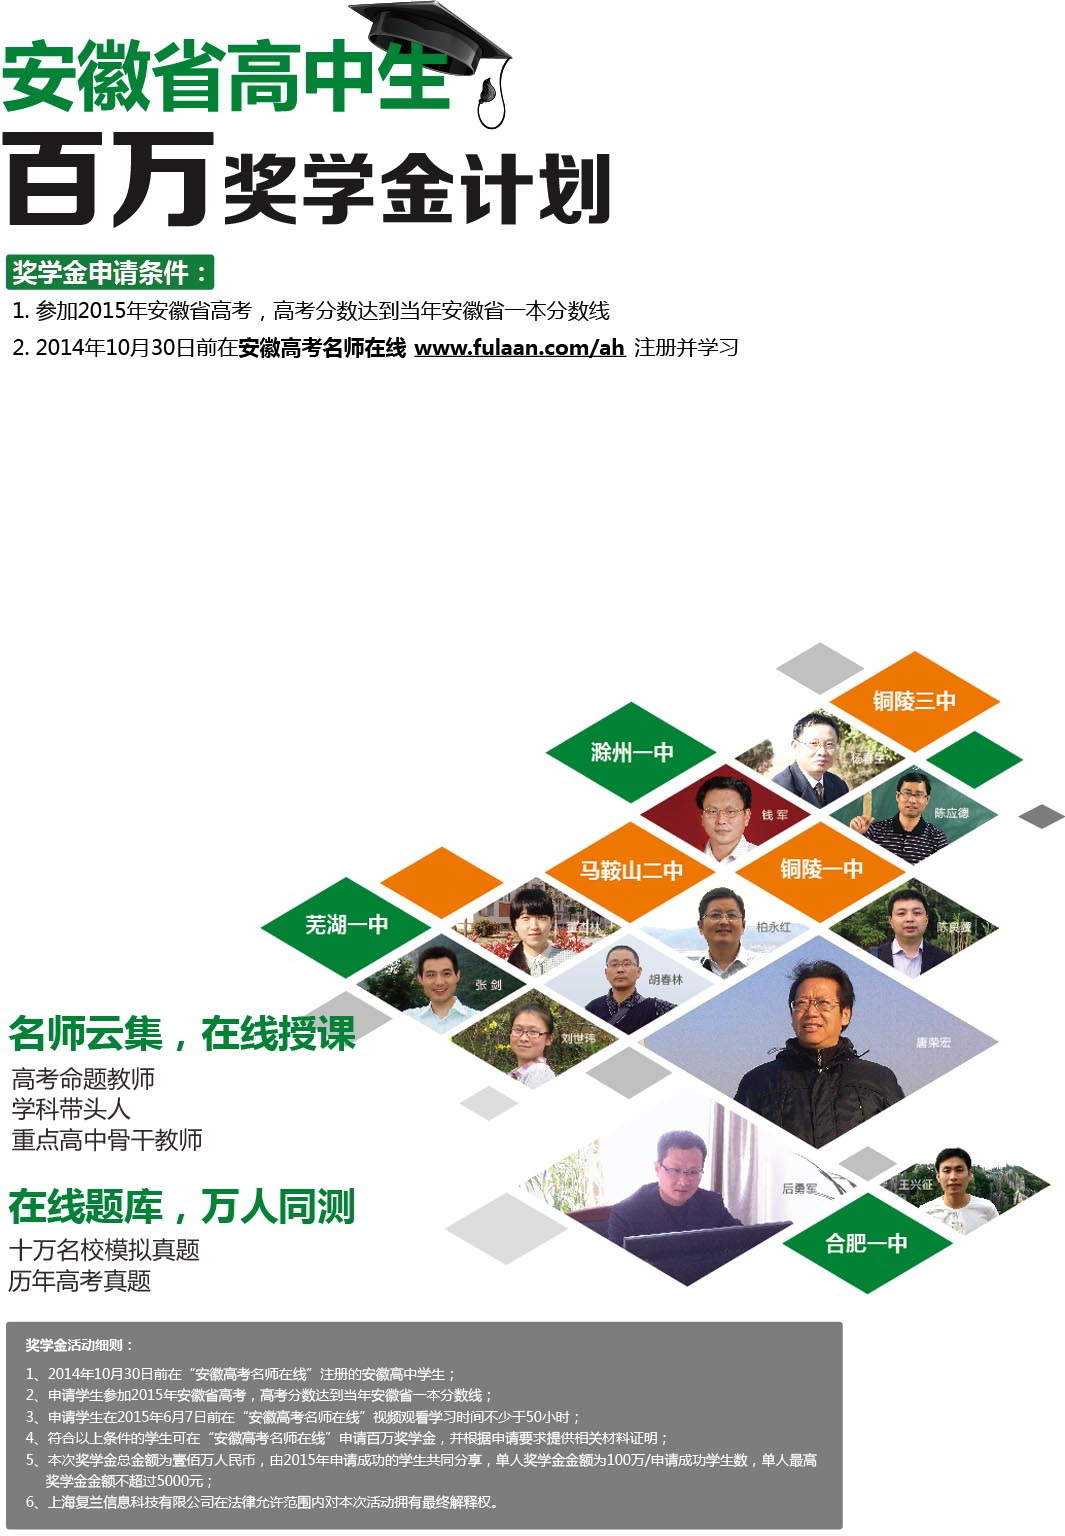 安徽省高中生
百万奖学金计划
奖学金申请条件：
1. 参加2015年安徽省高考，高考分数达到当年安徽省一本分数线
2. 2014年10月30日前在安徽高考名师在线 www.fulaan.com/ah 注册并学习
铜陵三中
滁州一中
钱 军
陈应德
马鞍山二中
铜陵一中
芜湖一中
柏永红
张 剑
胡春林
刘世玮
唐荣宏
名师云集，在线授课
高考命题教师
学科带头人
重点高中骨干教师
后勇军
王兴征
合肥一中
在线题库，万人同测
十万名校模拟真题
历年高考真题
奖学金活动细则：
1、2014年10月30日前在“安徽高考名师在线”注册的安徽高中学生；
2、申请学生参加2015年安徽省高考，高考分数达到当年安徽省一本分数线；
3、申请学生在2015年6月7日前在“安徽高考名师在线”视频观看学习时间不少于50小时；
4、符合以上条件的学生可在“安徽高考名师在线”申请百万奖学金，并根据申请要求提供相关材料证明；
5、本次奖学金总金额为壹佰万人民币，由2015年申请成功的学生共同分享，单人奖学金金额为100万/申请成功学生数，单人最高
奖学金金额不超过5000元；
6、上海复兰信息科技有限公司在法律允许范围内对本次活动拥有最终解释权。